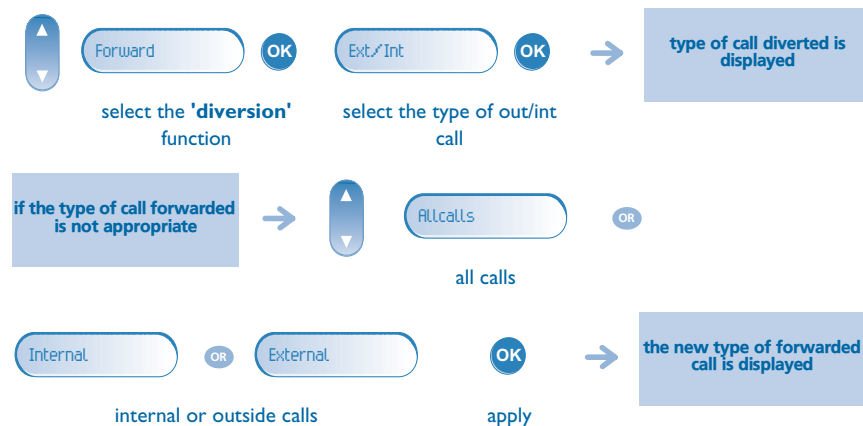 Forward
OK
Ext/Int
OK
type of call diverted is
displayed
select the 'diversion'
function
select the type of out/int
call
if the type of call forwarded
is not appropriate
Allcalls
OR
all calls
Internal
OR
External
OK
the new type of forwarded
call is displayed
internal or outside calls
apply